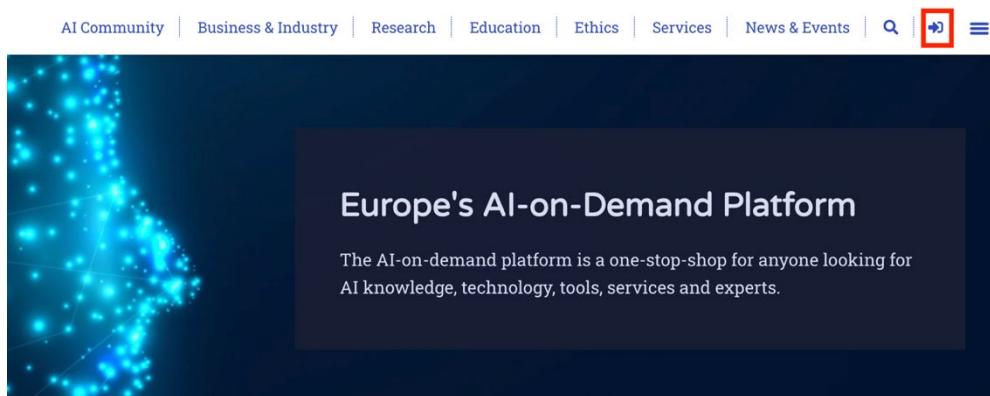 AI Community Business & Industry Research Education Ethics Services News & Events
Europe's AI-on-Demand Platform
The AI-on-demand platform is a one-stop-shop for anyone looking for
AI knowledge, technology, tools, services and experts.